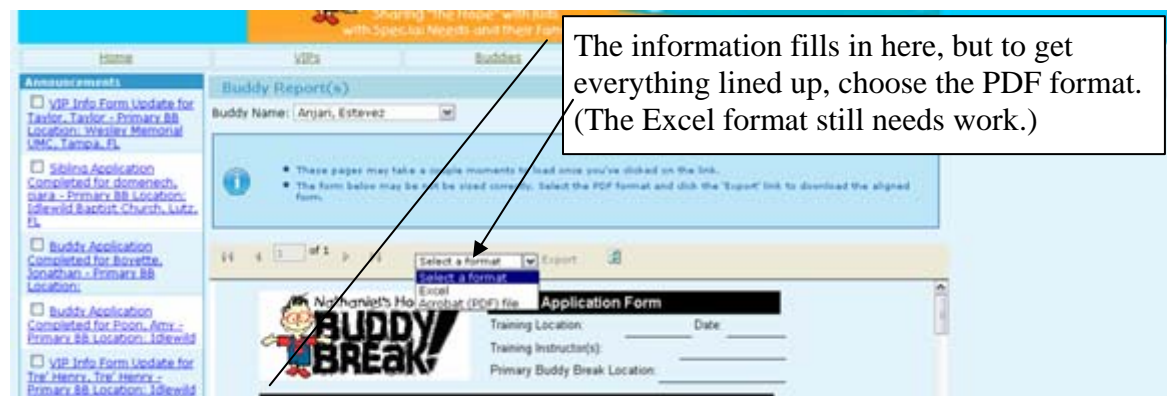 Sharing "The Hope" with Kids
with Special Needs and their
The information fills in here, but to get
everything lined up, choose the PDF format.
(The Excel format still needs work.)
Home
VIPs
Buddies
Announcements
VIP Info Form Update for
Taylor, Taylor - Primary BB
Location: Wesley Memorial
UMC, Tampa, FL
Sibling Application
Completed for domenech,
Primary BB Location:
Idlewild Baptist Church, Lutz,
FL
Buddy Application
Completed for Boyette,
Jonathan - Primary BB
Location:
Buddy Application
Completed for Poon, Amy -
Primary BB Location: Idlewild
VIP Info Form Update for
Tre' Henry, Tre' Henry -
Primary BB Location: Idlewild
Buddy Report(s)
Buddy Name: Anjan, Estevez
These pages may take a couple moments to load once you've clicked on the link.
The form below may be not be sized correctly. Select the PDF format and click the 'Export' link to download the aligned
form.
1 of 1
Select a format
Export
Select a format
Excel
Acrobat (PDF) file
Nathaniel's
BUDDY
BREAK!
Application Form
Training Location: Date:
Training Instructor(s):
Primary Buddy Break Location: